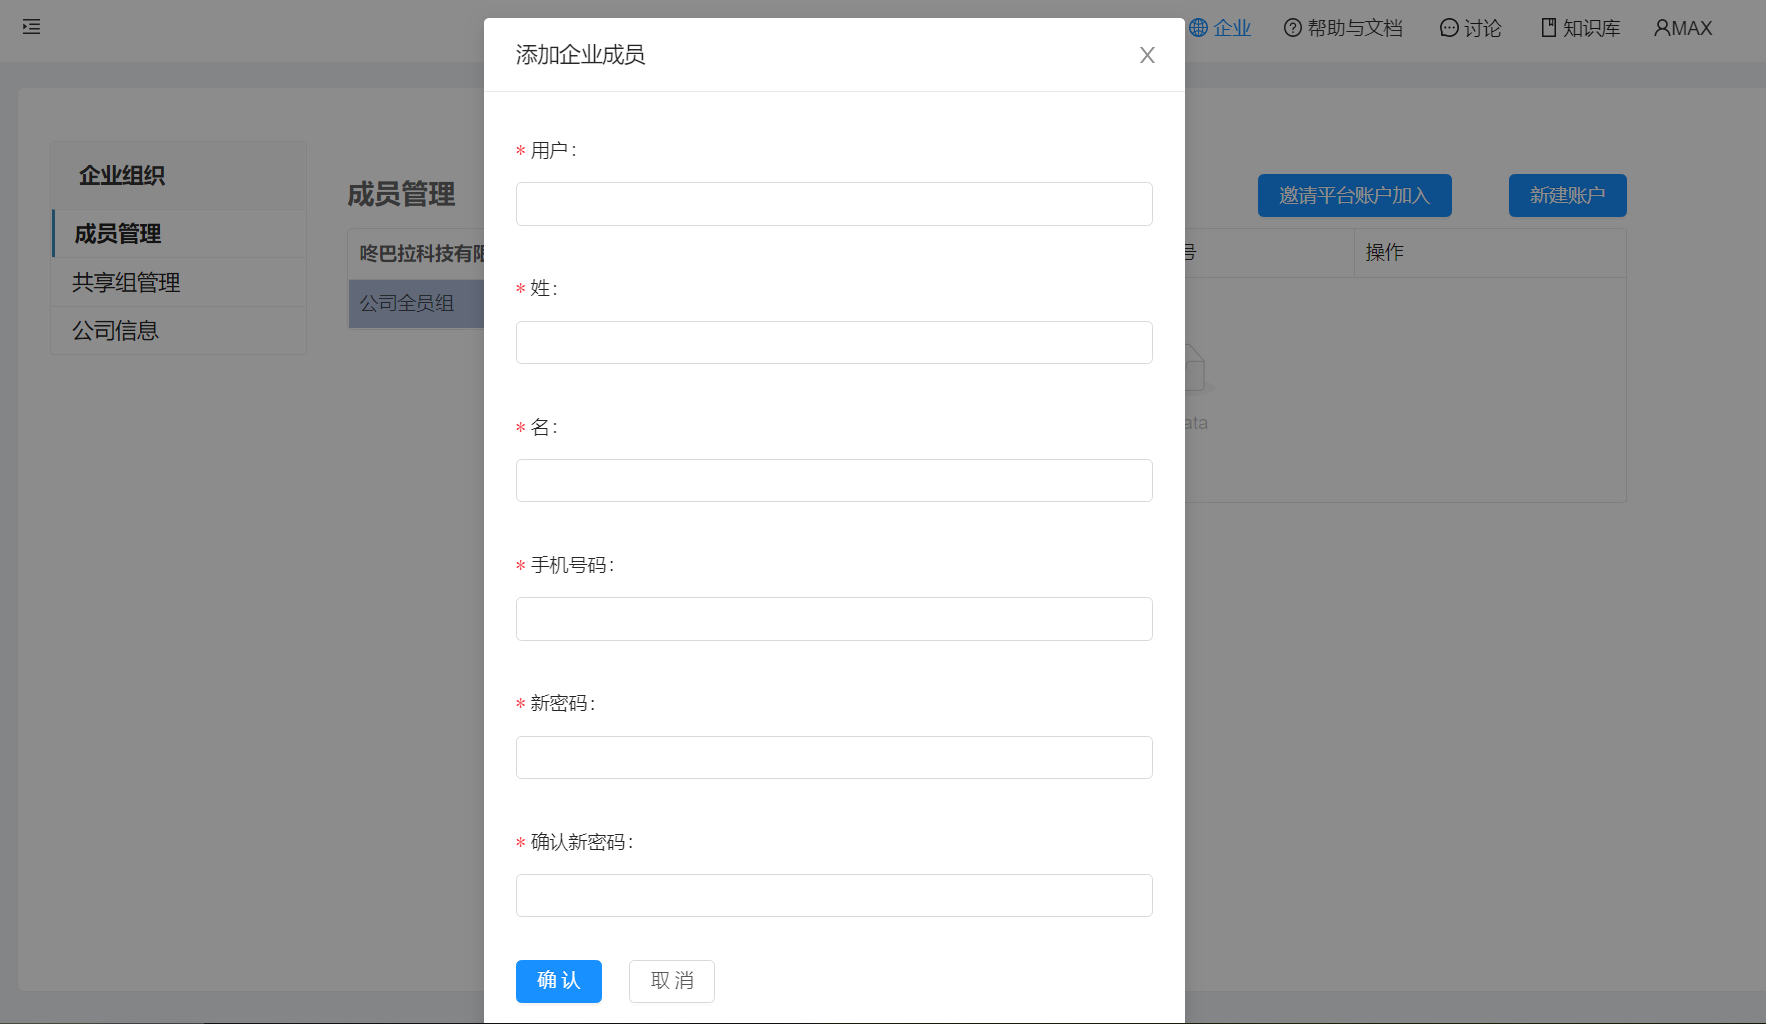 企业 帮助与文档 讨论 知识库 MAX
添加企业成员 X
企业组织
成员管理
共享组管理
公司信息
成员管理
邀请平台账户加入 新建账户
咚巴拉科技有限
公司全员组
号 操作
ata
* 用户：
* 姓：
* 名：
* 手机号码：
* 新密码：
* 确认新密码：
确 认 取 消